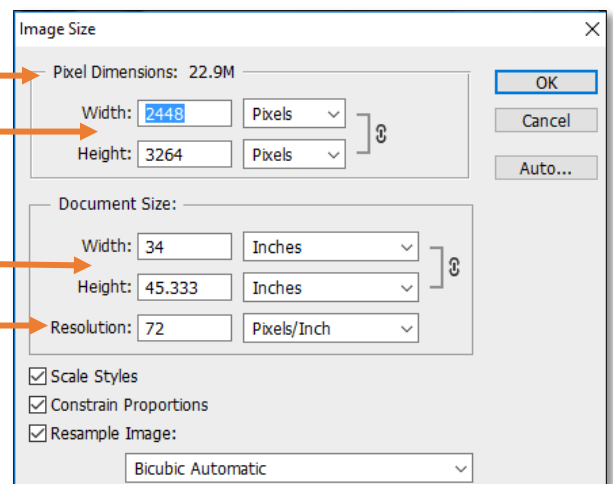 Image Size
Pixel Dimensions: 22.9M
OK
Width: 2448 Pixels
Cancel
Height: 3264 Pixels
Auto...
Document Size:
Width: 34 Inches
Height: 45.333 Inches
Resolution: 72 Pixels/Inch
Scale Styles
Constrain Proportions
Resample Image:
Bicubic Automatic